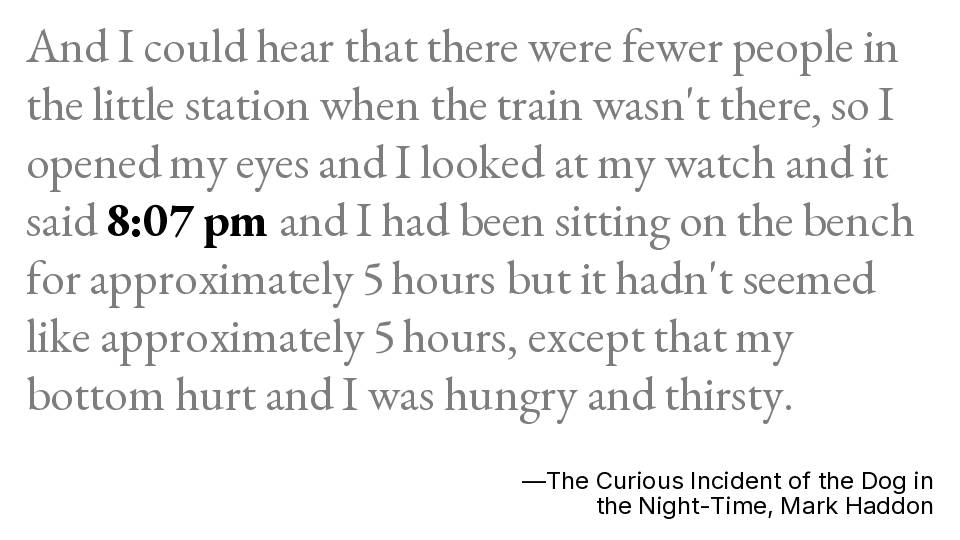 And I could hear that there were fewer people in
the little station when the train wasn't there, so I
opened my eyes and I looked at my watch and it
said 8:07 pm and I had been sitting on the bench
for approximately 5 hours but it hadn't seemed
like approximately 5 hours, except that my
bottom hurt and I was hungry and thirsty.
—The Curious Incident of the Dog in
the Night-Time, Mark Haddon